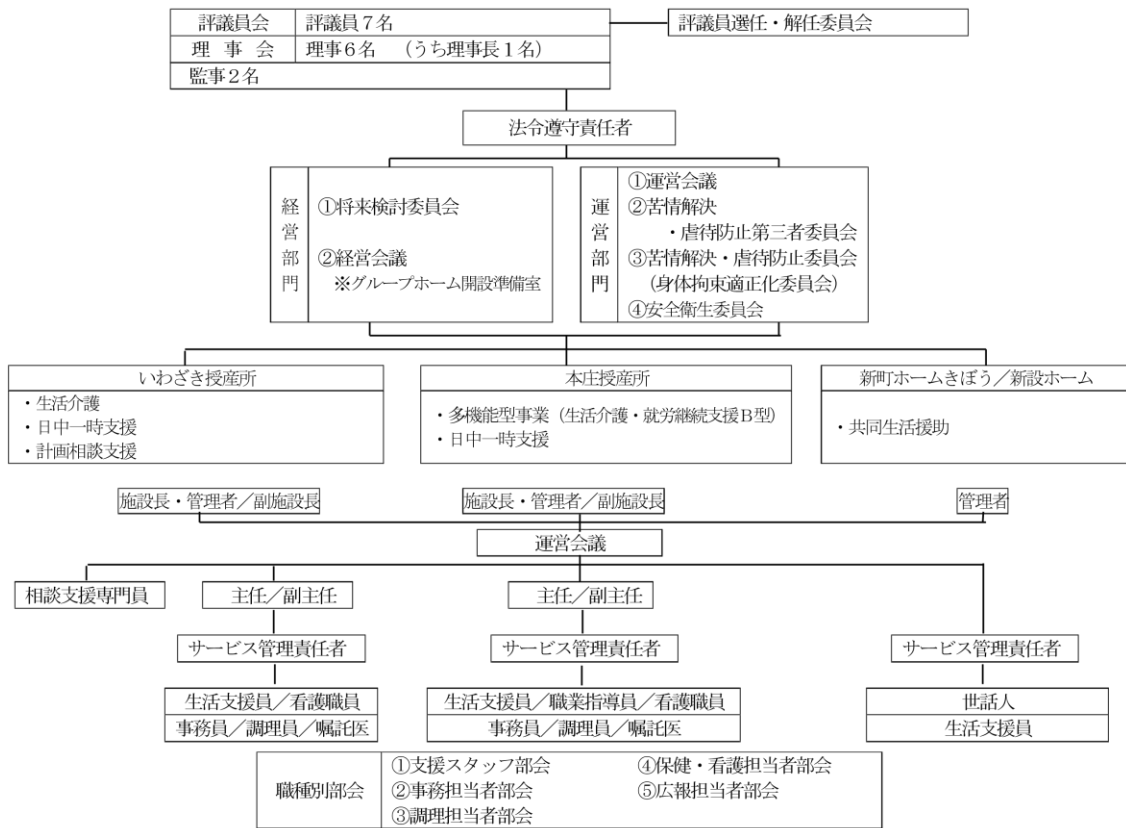 評議員会 評議員７名
評議員選任・解任委員会
理事会 理事６名 （うち理事長１名）
監事２名
法令遵守責任者
経営部門
①将来検討委員会
②経営会議
※グループホーム開設準備室
運営部門
①運営会議
②苦情解決
・虐待防止第三者委員会
③苦情解決・虐待防止委員会
（身体拘束適正化委員会）
④安全衛生委員会
いわざき授産所
・生活介護
・日中一時支援
・計画相談支援
本庄授産所
・多機能型事業（生活介護・就労継続支援Ｂ型）
・日中一時支援
新町ホームきぼう／新設ホーム
・共同生活援助
施設長・管理者／副施設長
施設長・管理者／副施設長
管理者
運営会議
相談支援専門員
主任／副主任
主任／副主任
サービス管理責任者
サービス管理責任者
サービス管理責任者
生活支援員／看護職員
事務員／調理員／嘱託医
生活支援員／職業指導員／看護職員
事務員／調理員／嘱託医
世話人
生活支援員
職種別部会
①支援スタッフ部会
②事務担当者部会
③調理担当者部会
④保健・看護担当者部会
⑤広報担当者部会